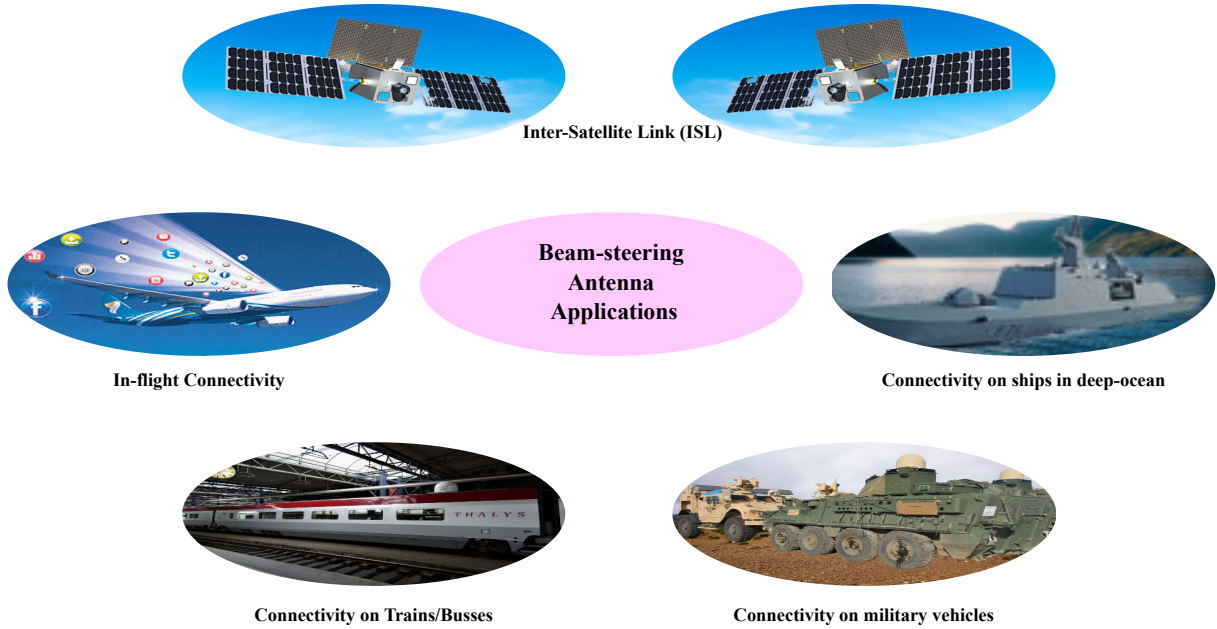 Inter-Satellite Link (ISL)
Beam-steering
Antenna
Applications
In-flight Connectivity
Connectivity on ships in deep-ocean
THALYS
Connectivity on Trains/Busses
Connectivity on military vehicles